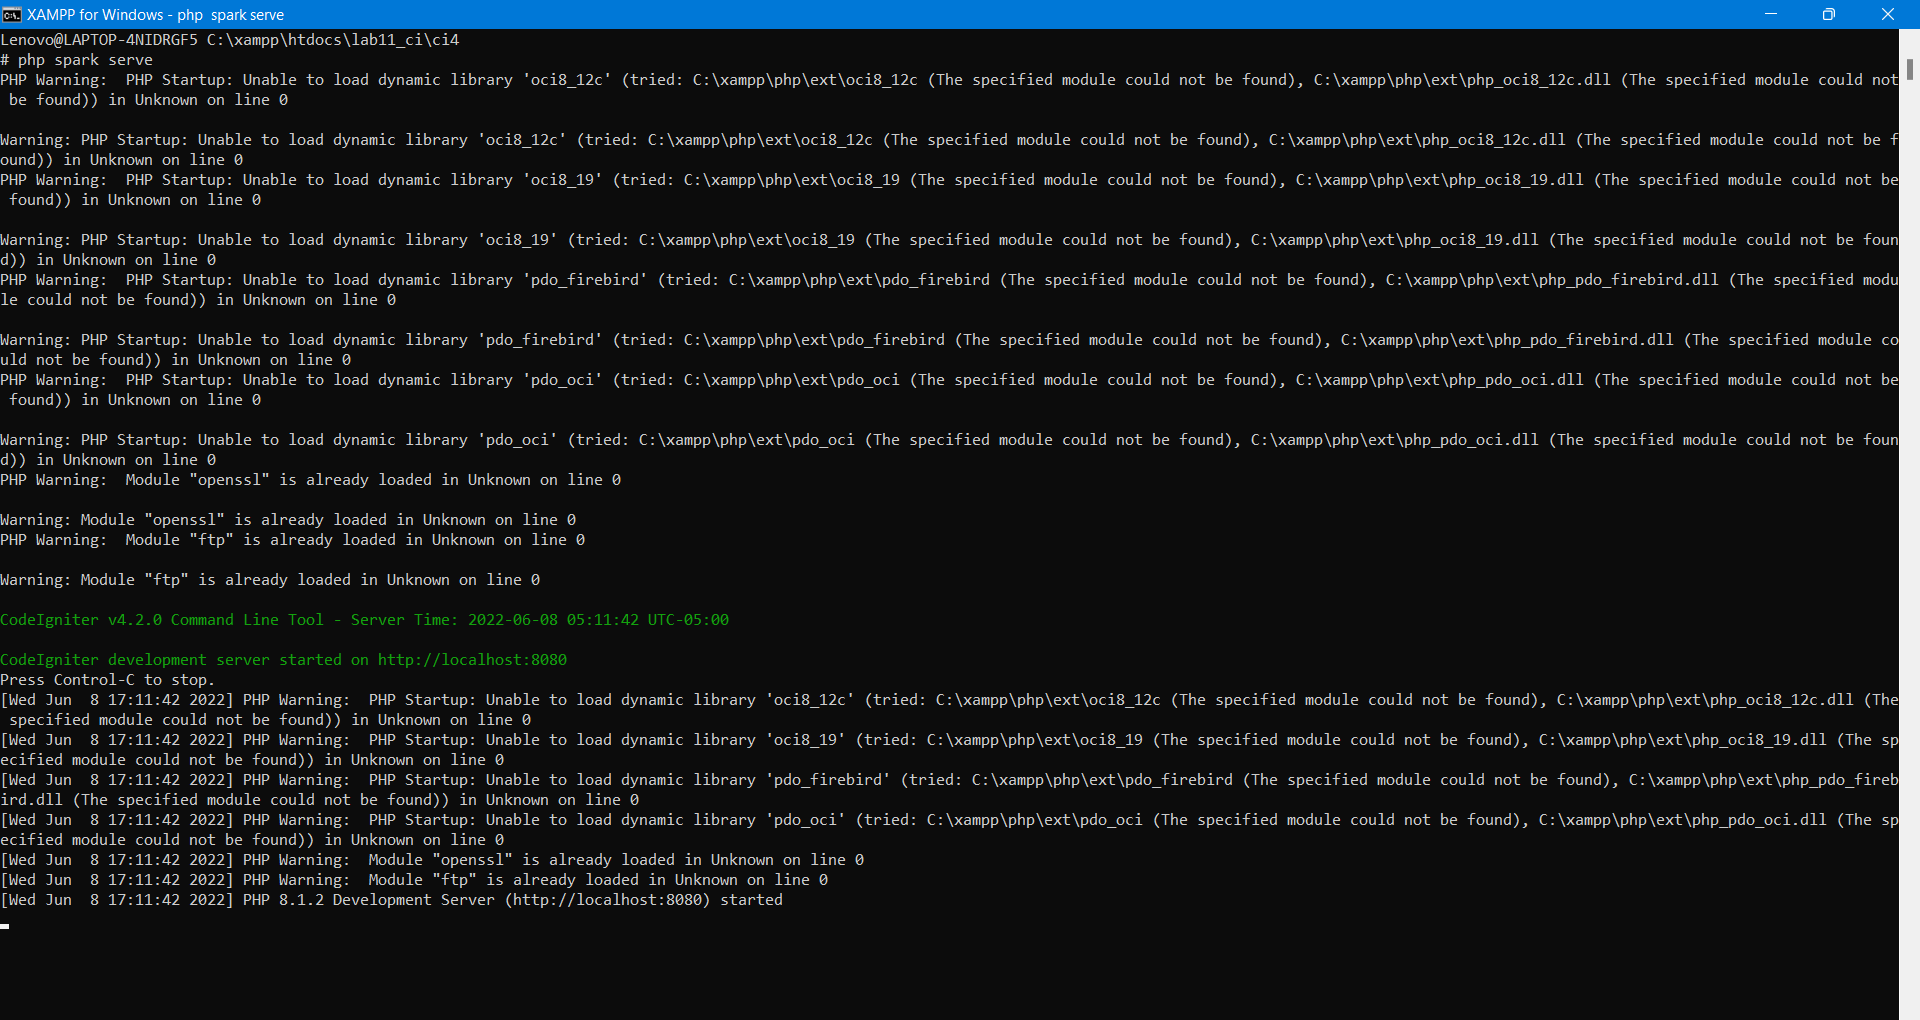 XAMPP for Windows - php  spark serve
Lenovo@LAPTOP-4NIDRGF5 C:\xampp\htdocs\lab11_ci\ci4
# php spark serve
PHP Warning:  PHP Startup: Unable to load dynamic library 'oci8_12c' (tried: C:\xampp\php\ext\oci8_12c (The specified module could not be found), C:\xampp\php\ext\php_oci8_12c.dll (The specified module could not
 be found)) in Unknown on line 0
Warning: PHP Startup: Unable to load dynamic library 'oci8_12c' (tried: C:\xampp\php\ext\oci8_12c (The specified module could not be found), C:\xampp\php\ext\php_oci8_12c.dll (The specified module could not be f
ound)) in Unknown on line 0
PHP Warning:  PHP Startup: Unable to load dynamic library 'oci8_19' (tried: C:\xampp\php\ext\oci8_19 (The specified module could not be found), C:\xampp\php\ext\php_oci8_19.dll (The specified module could not be
 found)) in Unknown on line 0
Warning: PHP Startup: Unable to load dynamic library 'oci8_19' (tried: C:\xampp\php\ext\oci8_19 (The specified module could not be found), C:\xampp\php\ext\php_oci8_19.dll (The specified module could not be foun
d)) in Unknown on line 0
PHP Warning:  PHP Startup: Unable to load dynamic library 'pdo_firebird' (tried: C:\xampp\php\ext\pdo_firebird (The specified module could not be found), C:\xampp\php\ext\php_pdo_firebird.dll (The specified modu
le could not be found)) in Unknown on line 0
Warning: PHP Startup: Unable to load dynamic library 'pdo_firebird' (tried: C:\xampp\php\ext\pdo_firebird (The specified module could not be found), C:\xampp\php\ext\php_pdo_firebird.dll (The specified module co
uld not be found)) in Unknown on line 0
PHP Warning:  PHP Startup: Unable to load dynamic library 'pdo_oci' (tried: C:\xampp\php\ext\pdo_oci (The specified module could not be found), C:\xampp\php\ext\php_pdo_oci.dll (The specified module could not be
 found)) in Unknown on line 0
Warning: PHP Startup: Unable to load dynamic library 'pdo_oci' (tried: C:\xampp\php\ext\pdo_oci (The specified module could not be found), C:\xampp\php\ext\php_pdo_oci.dll (The specified module could not be foun
d)) in Unknown on line 0
PHP Warning:  Module "openssl" is already loaded in Unknown on line 0
Warning: Module "openssl" is already loaded in Unknown on line 0
PHP Warning:  Module "ftp" is already loaded in Unknown on line 0
Warning: Module "ftp" is already loaded in Unknown on line 0
CodeIgniter v4.2.0 Command Line Tool - Server Time: 2022-06-08 05:11:42 UTC-05:00
CodeIgniter development server started on http://localhost:8080
Press Control-C to stop.
[Wed Jun  8 17:11:42 2022] PHP Warning:  PHP Startup: Unable to load dynamic library 'oci8_12c' (tried: C:\xampp\php\ext\oci8_12c (The specified module could not be found), C:\xampp\php\ext\php_oci8_12c.dll (The
 specified module could not be found)) in Unknown on line 0
[Wed Jun  8 17:11:42 2022] PHP Warning:  PHP Startup: Unable to load dynamic library 'oci8_19' (tried: C:\xampp\php\ext\oci8_19 (The specified module could not be found), C:\xampp\php\ext\php_oci8_19.dll (The sp
ecified module could not be found)) in Unknown on line 0
[Wed Jun  8 17:11:42 2022] PHP Warning:  PHP Startup: Unable to load dynamic library 'pdo_firebird' (tried: C:\xampp\php\ext\pdo_firebird (The specified module could not be found), C:\xampp\php\ext\php_pdo_fireb
ird.dll (The specified module could not be found)) in Unknown on line 0
[Wed Jun  8 17:11:42 2022] PHP Warning:  PHP Startup: Unable to load dynamic library 'pdo_oci' (tried: C:\xampp\php\ext\pdo_oci (The specified module could not be found), C:\xampp\php\ext\php_pdo_oci.dll (The sp
ecified module could not be found)) in Unknown on line 0
[Wed Jun  8 17:11:42 2022] PHP Warning:  Module "openssl" is already loaded in Unknown on line 0
[Wed Jun  8 17:11:42 2022] PHP Warning:  Module "ftp" is already loaded in Unknown on line 0
[Wed Jun  8 17:11:42 2022] PHP 8.1.2 Development Server (http://localhost:8080) started